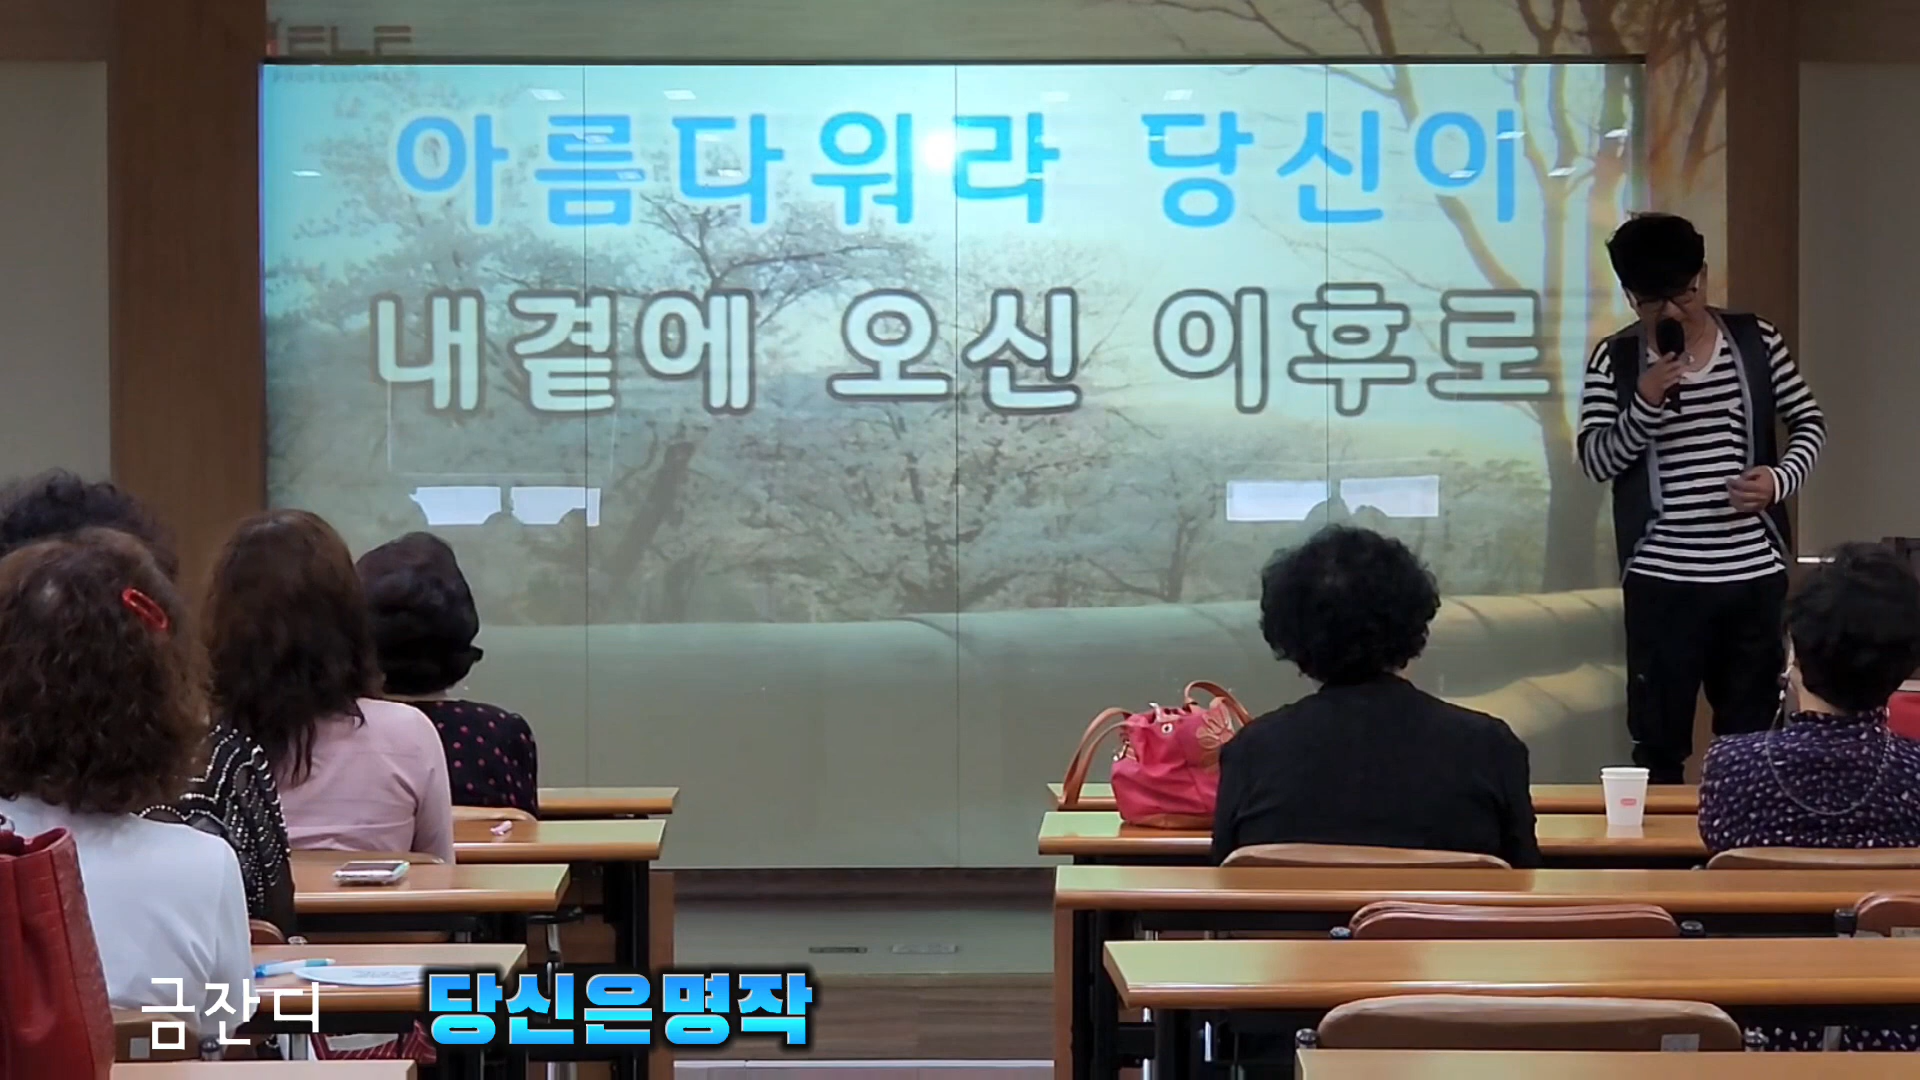 아름다워라 당신이
내곁에 오신 이후로
금잔디 당신은명작